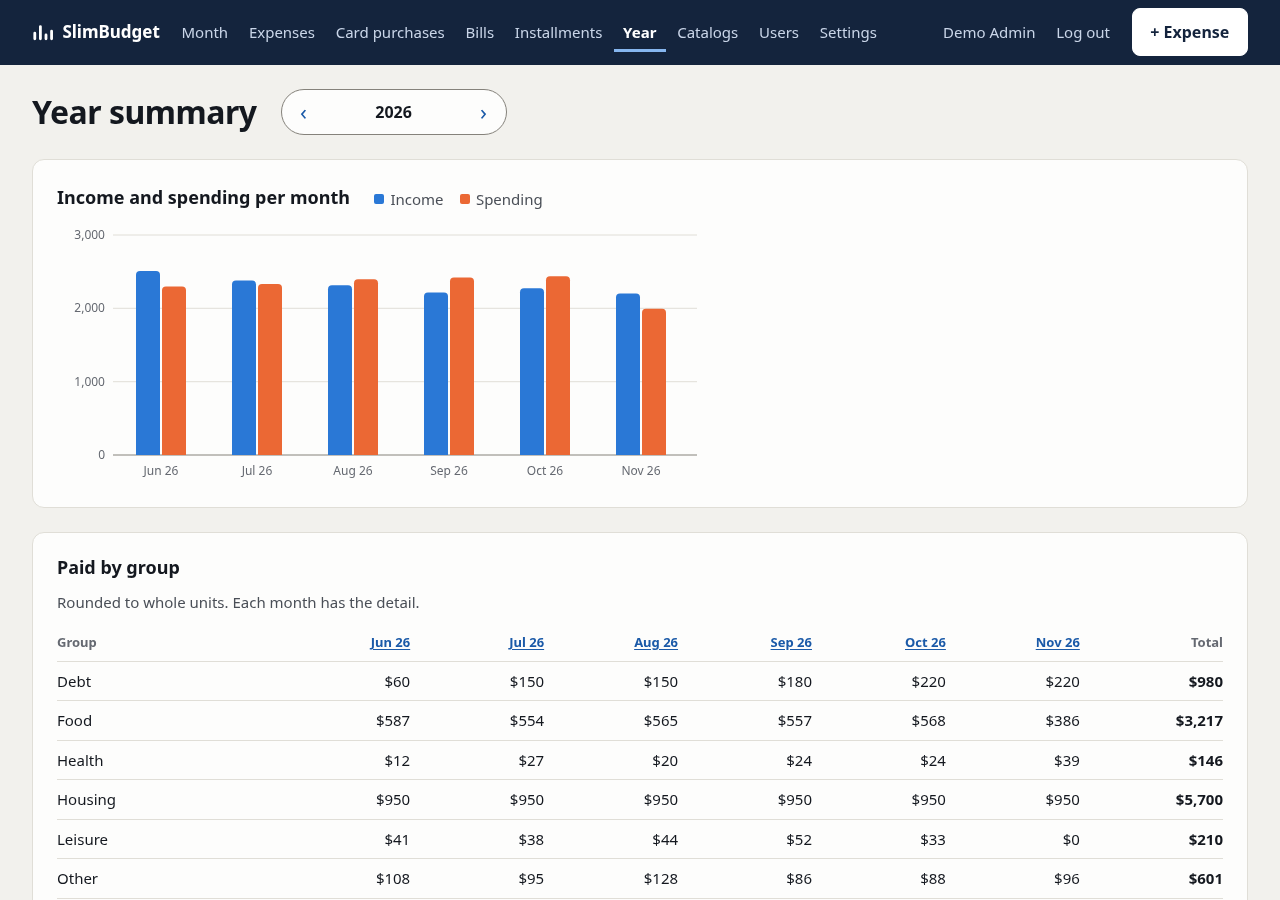 SlimBudget Month Expenses Card purchases Bills Installments Year Catalogs Users Settings Demo Admin Log out + Expense
Year summary ‹ 2026 ›
Income and spending per month Income Spending
3,000
2,000
1,000
0
Jun 26 Jul 26 Aug 26 Sep 26 Oct 26 Nov 26
Paid by group
Rounded to whole units. Each month has the detail.
Group Jun 26 Jul 26 Aug 26 Sep 26 Oct 26 Nov 26 Total
Debt $60 $150 $150 $180 $220 $220 $980
Food $587 $554 $565 $557 $568 $386 $3,217
Health $12 $27 $20 $24 $24 $39 $146
Housing $950 $950 $950 $950 $950 $950 $5,700
Leisure $41 $38 $44 $52 $33 $0 $210
Other $108 $95 $128 $86 $88 $96 $601